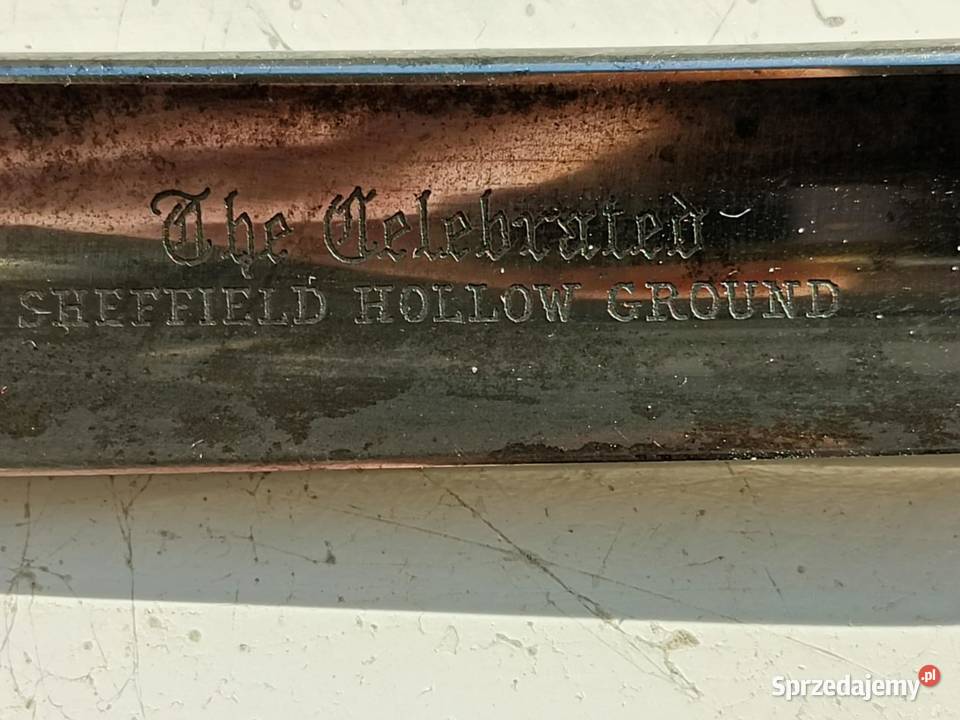 The Celebrated
SHEFFIELD HOLLOW GROUND
Sprzedajemy.pl